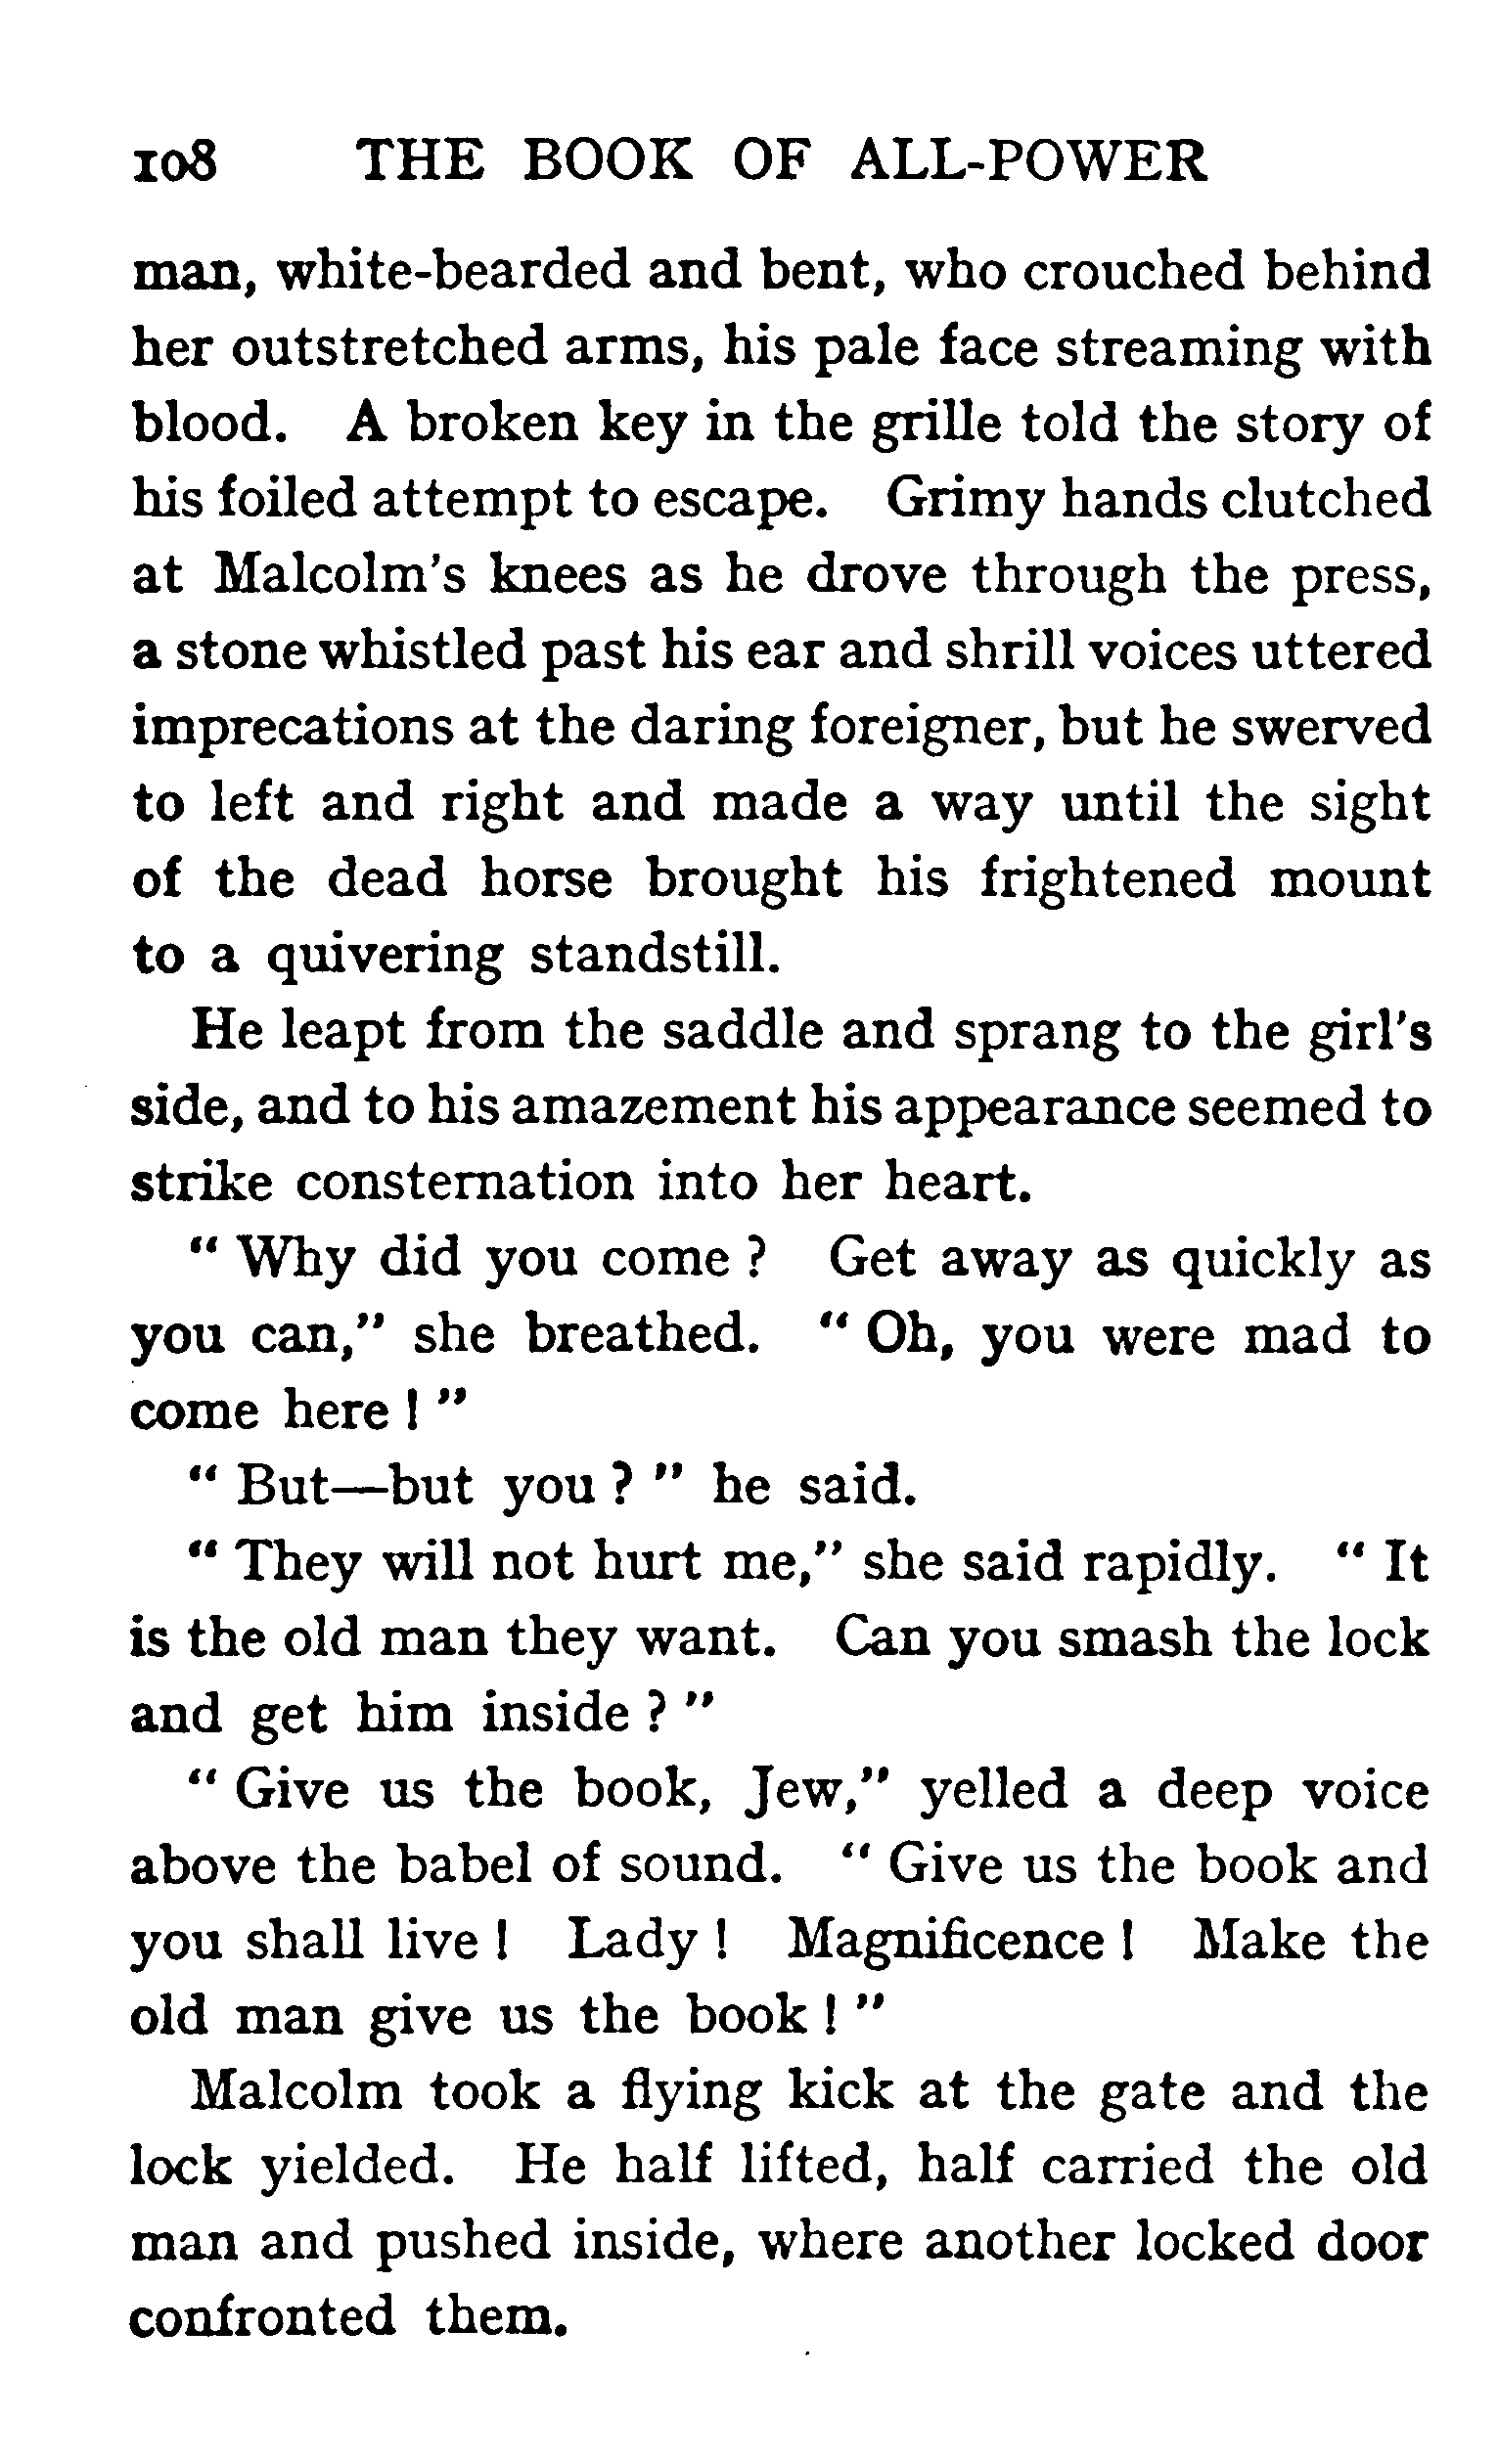 108 THE BOOK OF ALL-POWER
man, white-bearded and bent, who crouched behind
her outstretched arms, his pale face streaming with
blood. A broken key in the grille told the story of
his foiled attempt to escape. Grimy hands clutched
at Malcolm's knees as he drove through the press,
a stone whistled past his ear and shrill voices uttered
imprecations at the daring foreigner, but he swerved
to left and right and made a way until the sight
of the dead horse brought his frightened mount
to a quivering standstill.
He leapt from the saddle and sprang to the girl's
side, and to his amazement his appearance seemed to
strike consternation into her heart.
" Why did you come ? Get away as quickly as
you can," she breathed. " Oh, you were mad to
come here ! "
" But—but you ? " he said.
" They will not hurt me," she said rapidly. " It
is the old man they want. Can you smash the lock
and get him inside ? "
" Give us the book, Jew," yelled a deep voice
above the babel of sound. " Give us the book and
you shall live ! Lady ! Magnificence ! Make the
old man give us the book ! "
Malcolm took a flying kick at the gate and the
lock yielded. He half lifted, half carried the old
man and pushed inside, where another locked door
confronted them.